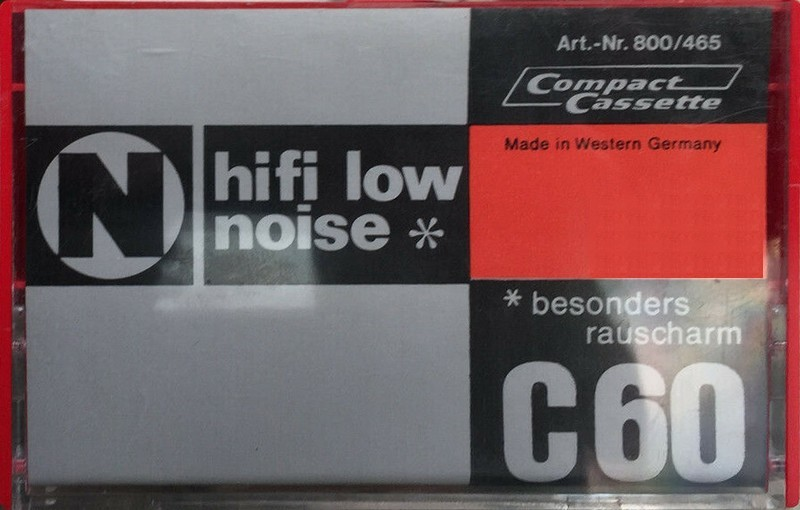 Art.-Nr. 800/465
Compact
Cassette
Made in Western Germany
N
hifi low
noise *
* besonders
rauscharm
C60